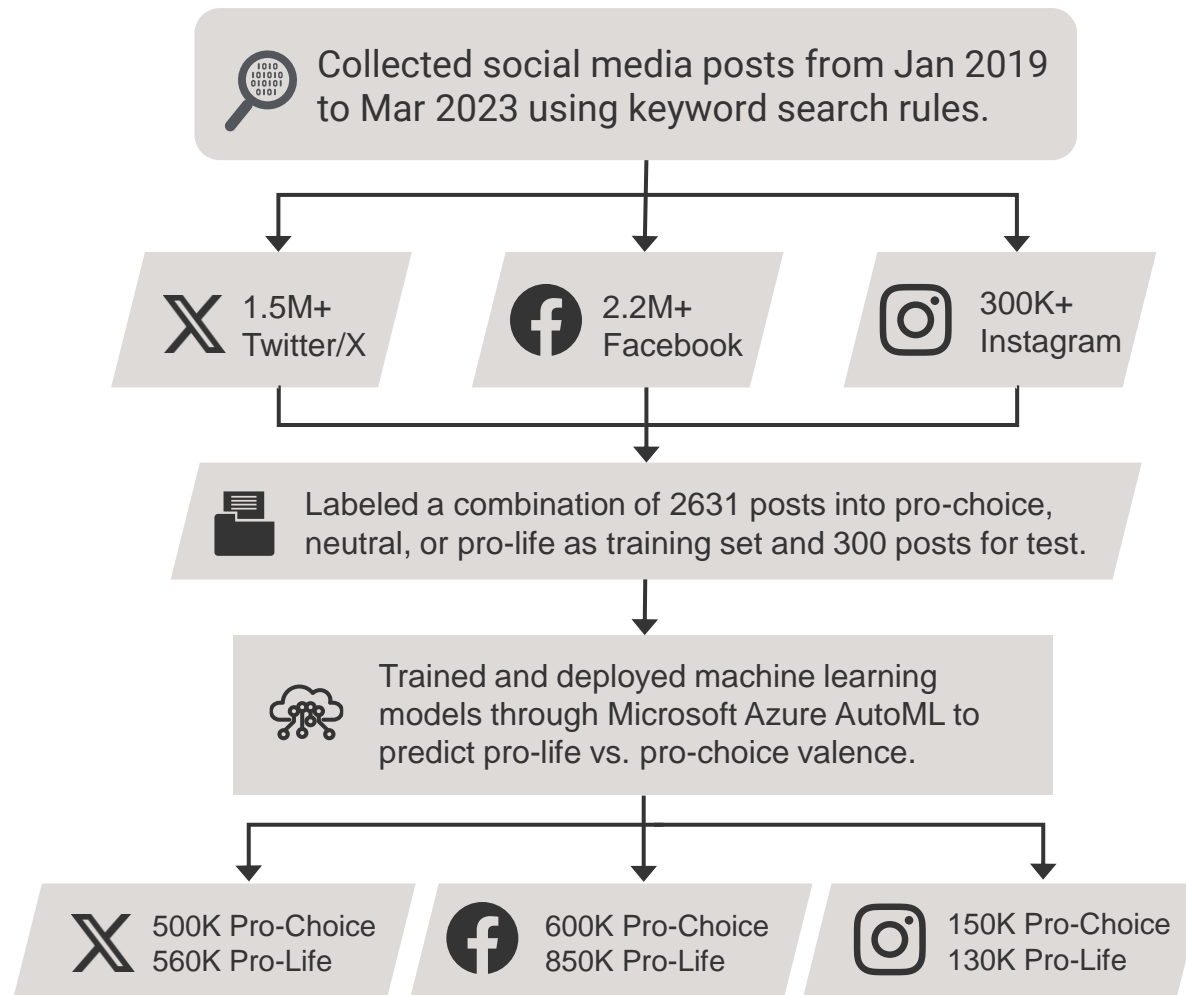 1010
101010
010101
0101
Collected social media posts from Jan 2019
to Mar 2023 using keyword search rules.
1.5M+
Twitter/X
2.2M+
Facebook
300K+
Instagram
Labeled a combination of 2631 posts into pro-choice,
neutral, or pro-life as training set and 300 posts for test.
Trained and deployed machine learning
models through Microsoft Azure AutoML to
predict pro-life vs. pro-choice valence.
500K Pro-Choice
560K Pro-Life
600K Pro-Choice
850K Pro-Life
150K Pro-Choice
130K Pro-Life